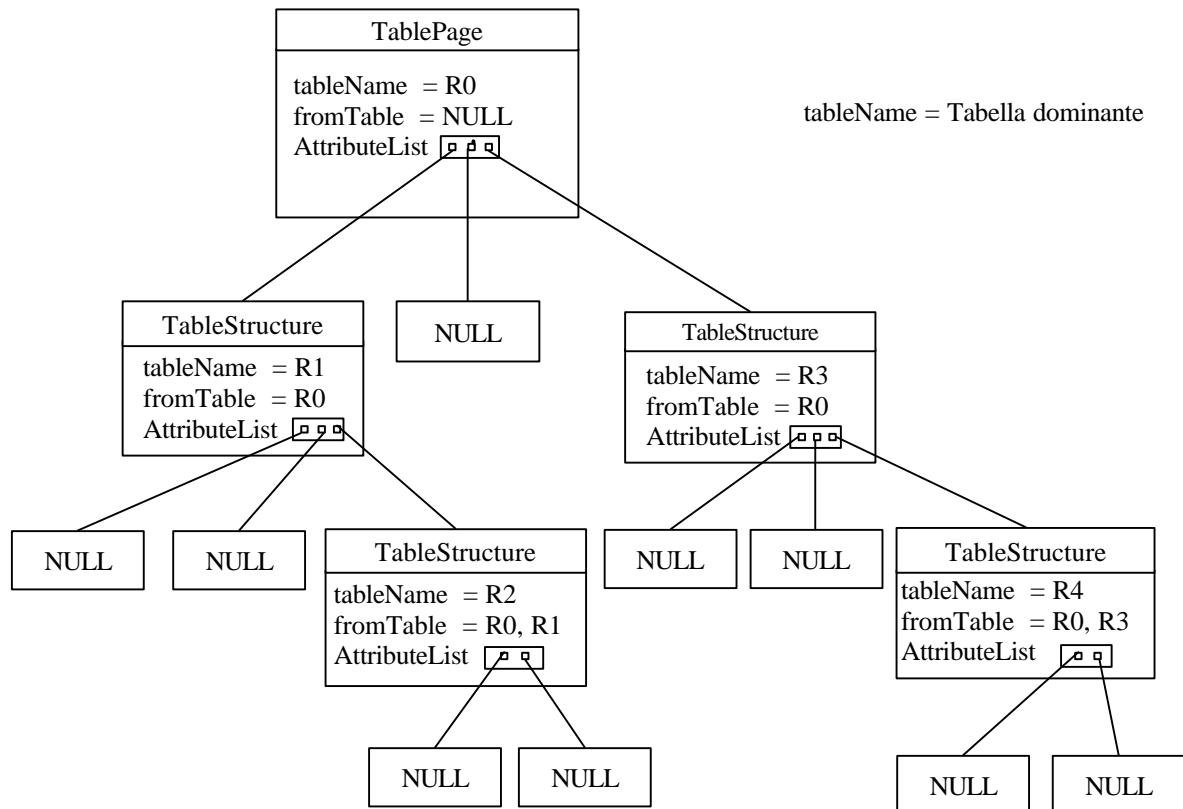 TablePage
tableName = R0
fromTable = NULL
AttributeList
tableName = Tabella dominante
TableStructure
tableName = R1
fromTable = R0
AttributeList
NULL
TableStructure
tableName = R3
fromTable = R0
AttributeList
NULL
NULL
TableStructure
tableName = R2
fromTable = R0, R1
AttributeList
NULL
NULL
TableStructure
tableName = R4
fromTable = R0, R3
AttributeList
NULL
NULL
NULL
NULL